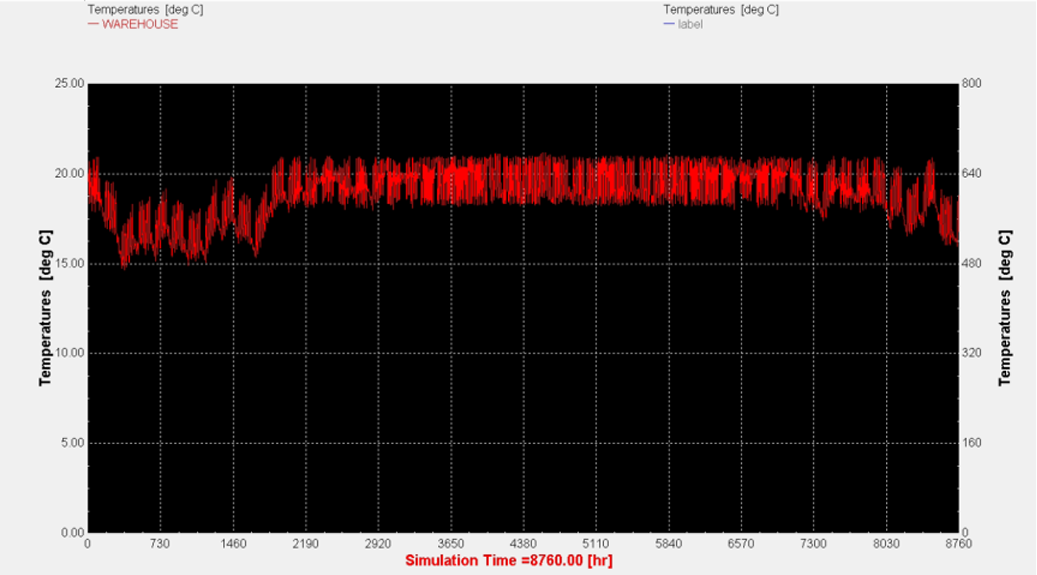 Temperatures [deg C]
WAREHOUSE
Temperatures [deg C]
label
25.00
20.00
15.00
10.00
5.00
0.00
Temperatures [deg C]
800
640
480
320
160
0
Temperatures [deg C]
0 730 1460 2190 2920 3650 4380 5110 5840 6570 7300 8030 8760
Simulation Time =8760.00 [hr]